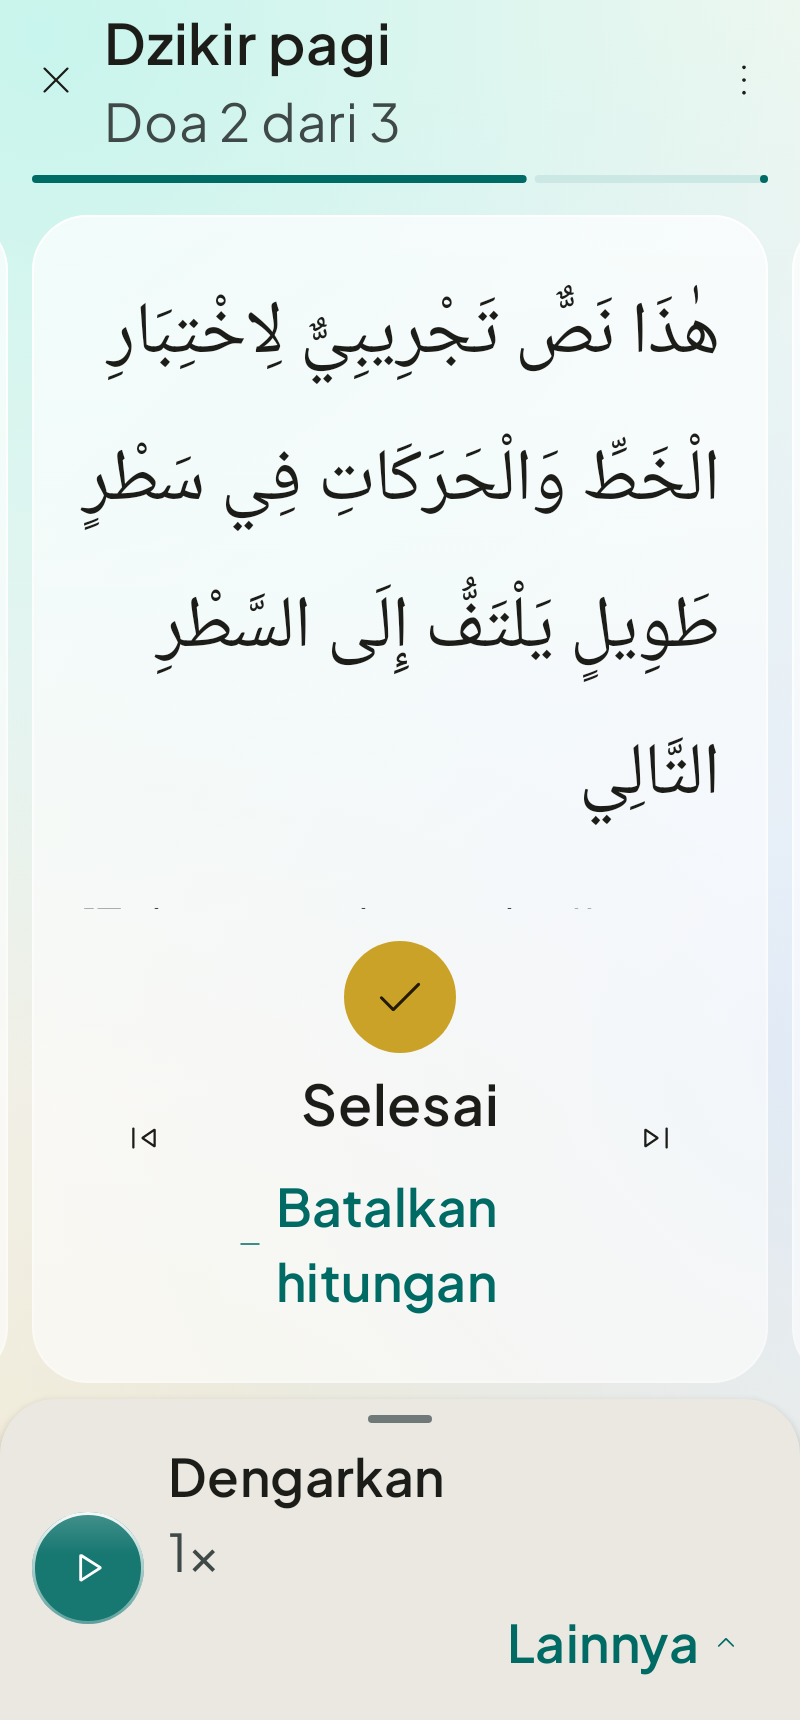 Dzikir pagi
Doa 2 dari 3
هٰذَا نَصٌّ تَجْرِيبِيٌّ لِاخْتِبَارِ
الْخَطِّ وَالْحَرَكَاتِ فِي سَطْرٍ
طَوِيلٍ يَلْتَفُّ إِلَى السَّطْرِ
التَّالِي
Selesai
Batalkan
hitungan
Dengarkan
1×
Lainnya